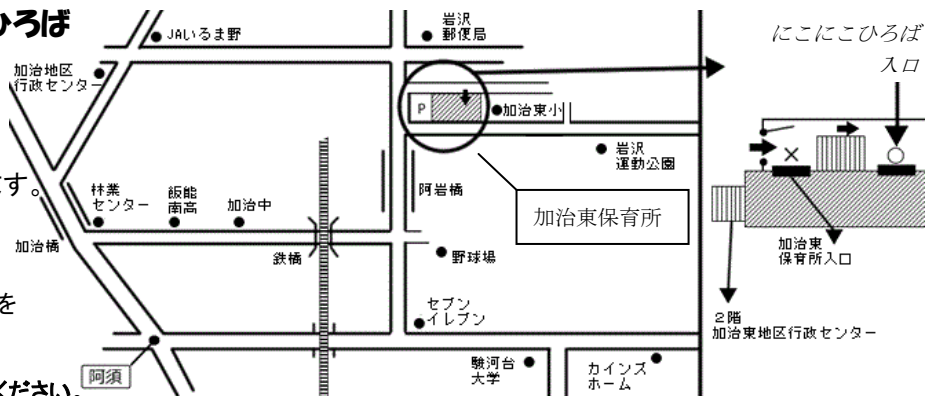 ひろば
JAいるま野
岩沢
郵便局
にこにこひろば
入口
加治地区
行政センター
P
加治東小
岩沢
運動公園
す。
林業
センター
飯能
南高
加治中
阿岩橋
加治東保育所
加治橋
鉄橋
野球場
加治東
保育所入口
を
セブン
イレブン
2階
加治東地区行政センター
阿須
駿河台
大学
カインズ
ホーム
ください。